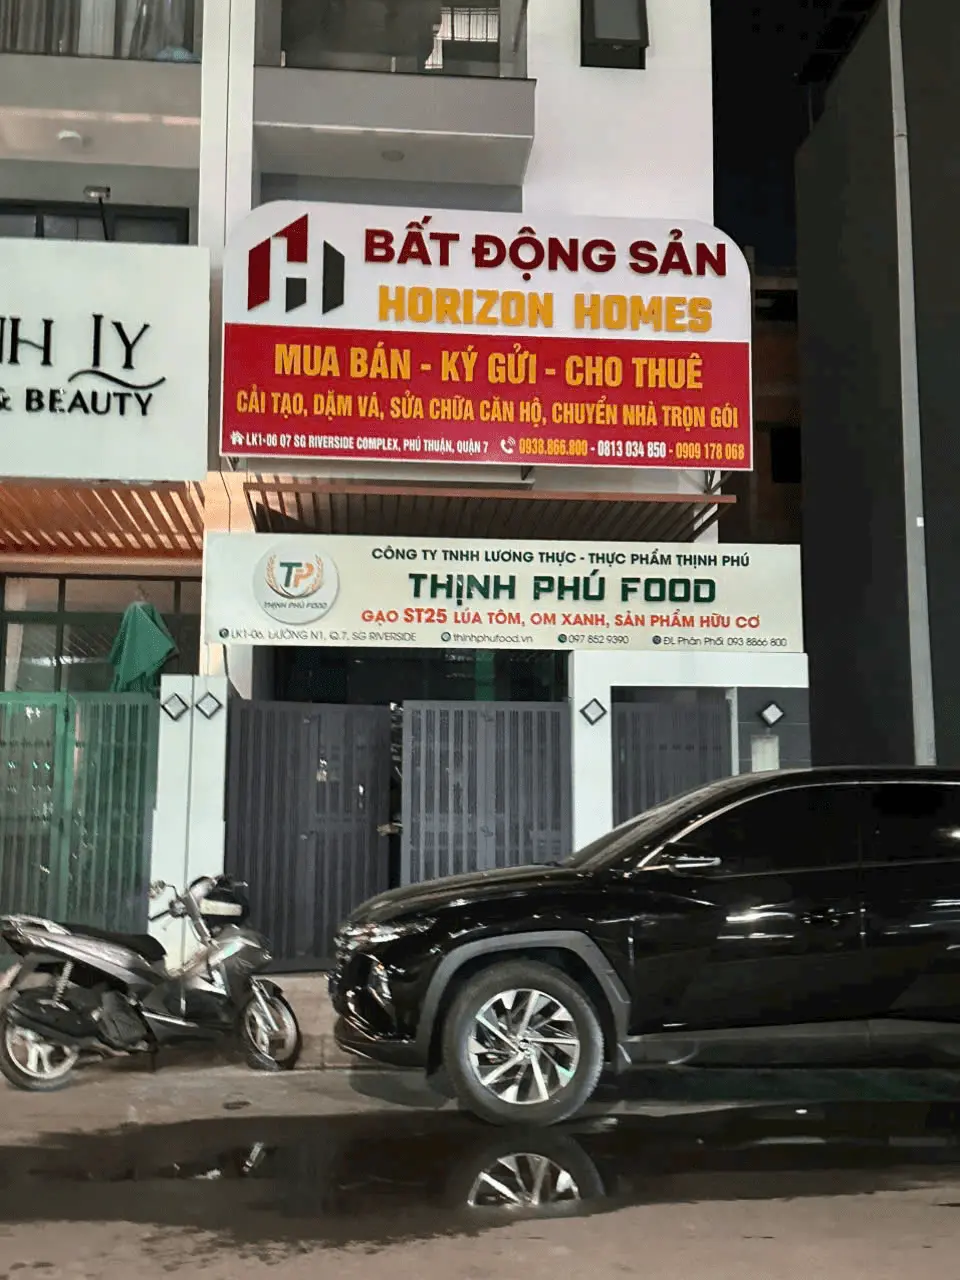 NH LY
& BEAUTY
BẤT ĐỘNG SẢN
HORIZON HOMES
MUA BÁN - KÝ GỬI - CHO THUÊ
CẢI TẠO, DẶM VÁ, SỬA CHỮA CĂN HỘ, CHUYỂN NHÀ TRỌN GÓI
LK1-06 Q7 SG RIVERSIDE COMPLEX, PHÚ THUẬN, QUẬN 7 0938.866.800 - 0813 034 850 - 0909 178 068
CÔNG TY TNHH LƯƠNG THỰC - THỰC PHẨM THỊNH PHÚ
TP
THỊNH PHÚ FOOD
THỊNH PHÚ FOOD
GẠO ST25 LÚA TÔM, OM XANH, SẢN PHẨM HỮU CƠ
LK1-06. ĐƯỜNG N1, Q.7, SG RIVERSIDE thinhphufood.vn 097 852 9390 ĐL Phân Phối 093 8866 800